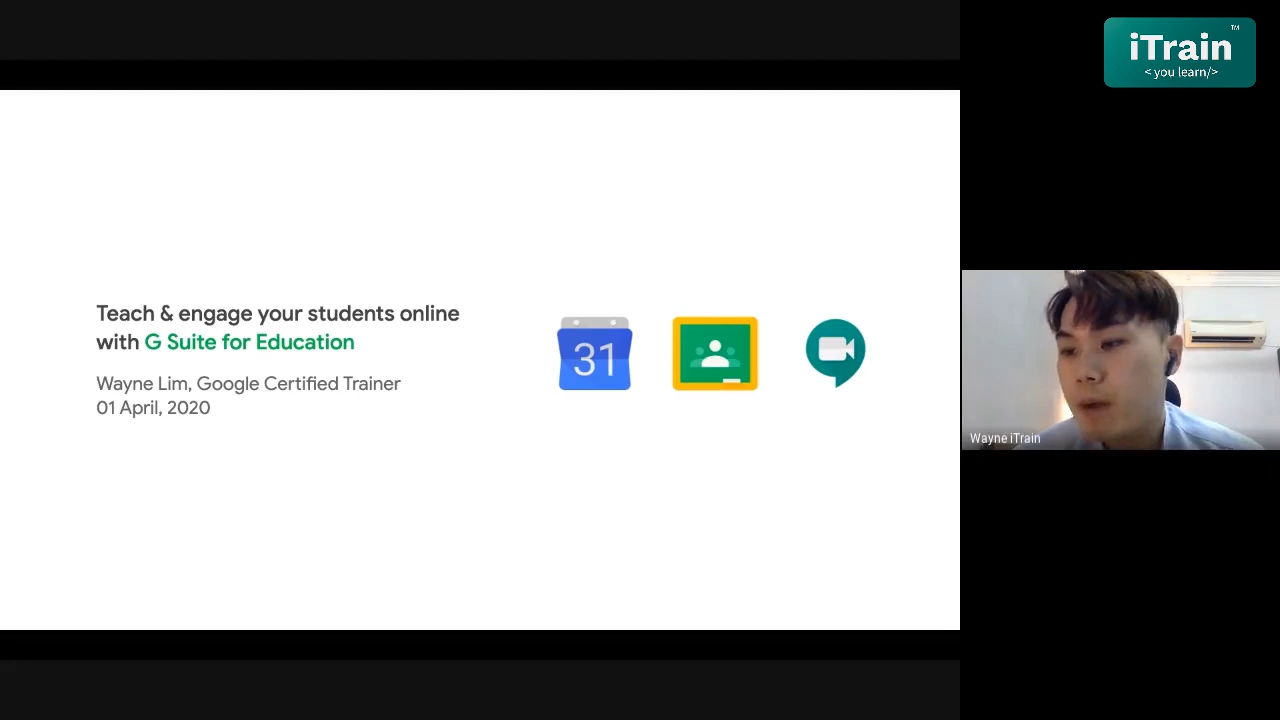 iTrain™
<you learn/>
Teach & engage your students online
with G Suite for Education
Wayne Lim, Google Certified Trainer
01 April, 2020
31
Wayne iTrain